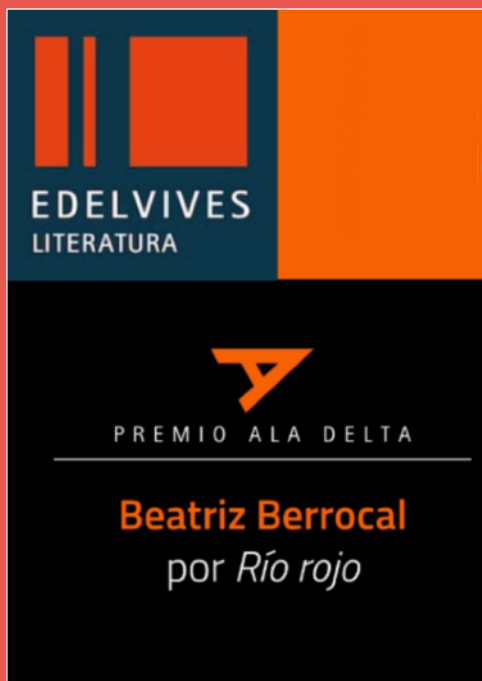 EDELVIVES
LITERATURA
PREMIO ALA DELTA
Beatriz Berrocal
por Río rojo